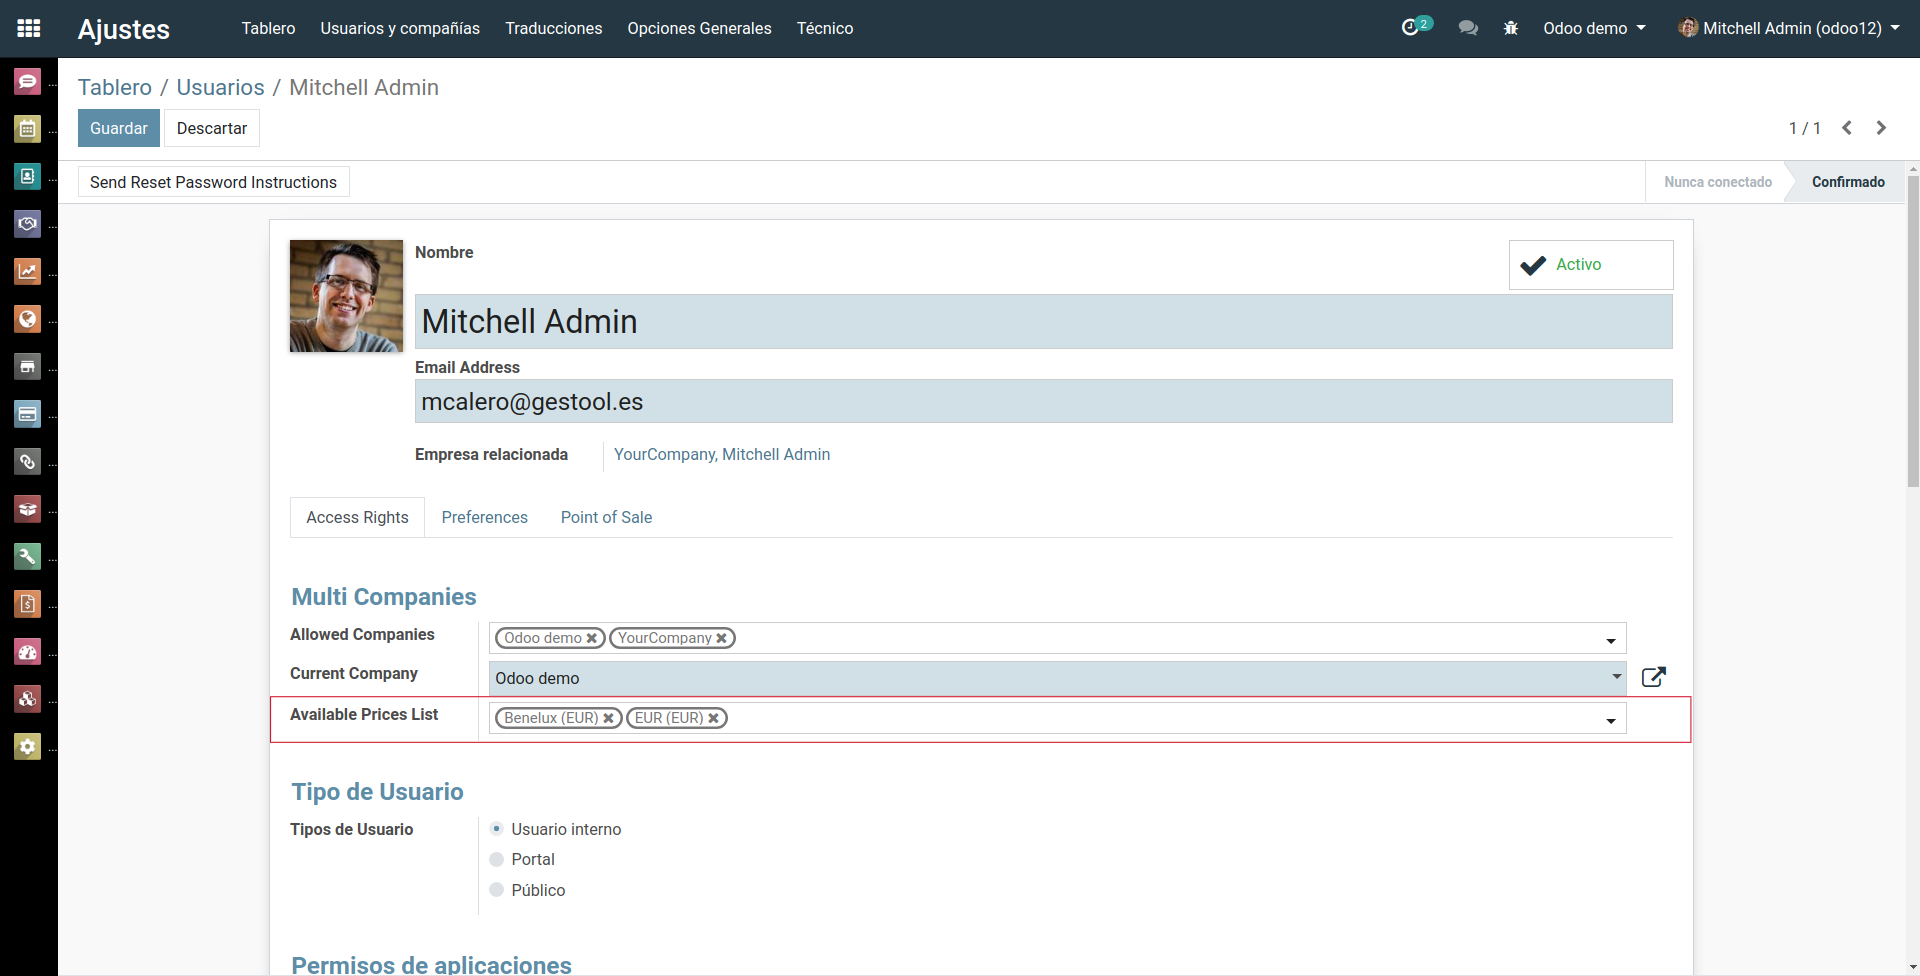 Ajustes Tablero Usuarios y compañías Traducciones Opciones Generales Técnico 2 Odoo demo Mitchell Admin (odoo12)
Tablero / Usuarios / Mitchell Admin
Guardar Descartar 1 / 1
Send Reset Password Instructions Nunca conectado Confirmado
Nombre
Activo
Mitchell Admin
Email Address
mcalero@gestool.es
Empresa relacionada YourCompany, Mitchell Admin
Access Rights Preferences Point of Sale
Multi Companies
Allowed Companies Odoo demo YourCompany
Current Company Odoo demo
Available Prices List Benelux (EUR) EUR (EUR)
Tipo de Usuario
Tipos de Usuario Usuario interno
Portal
Público
Permisos de aplicaciones